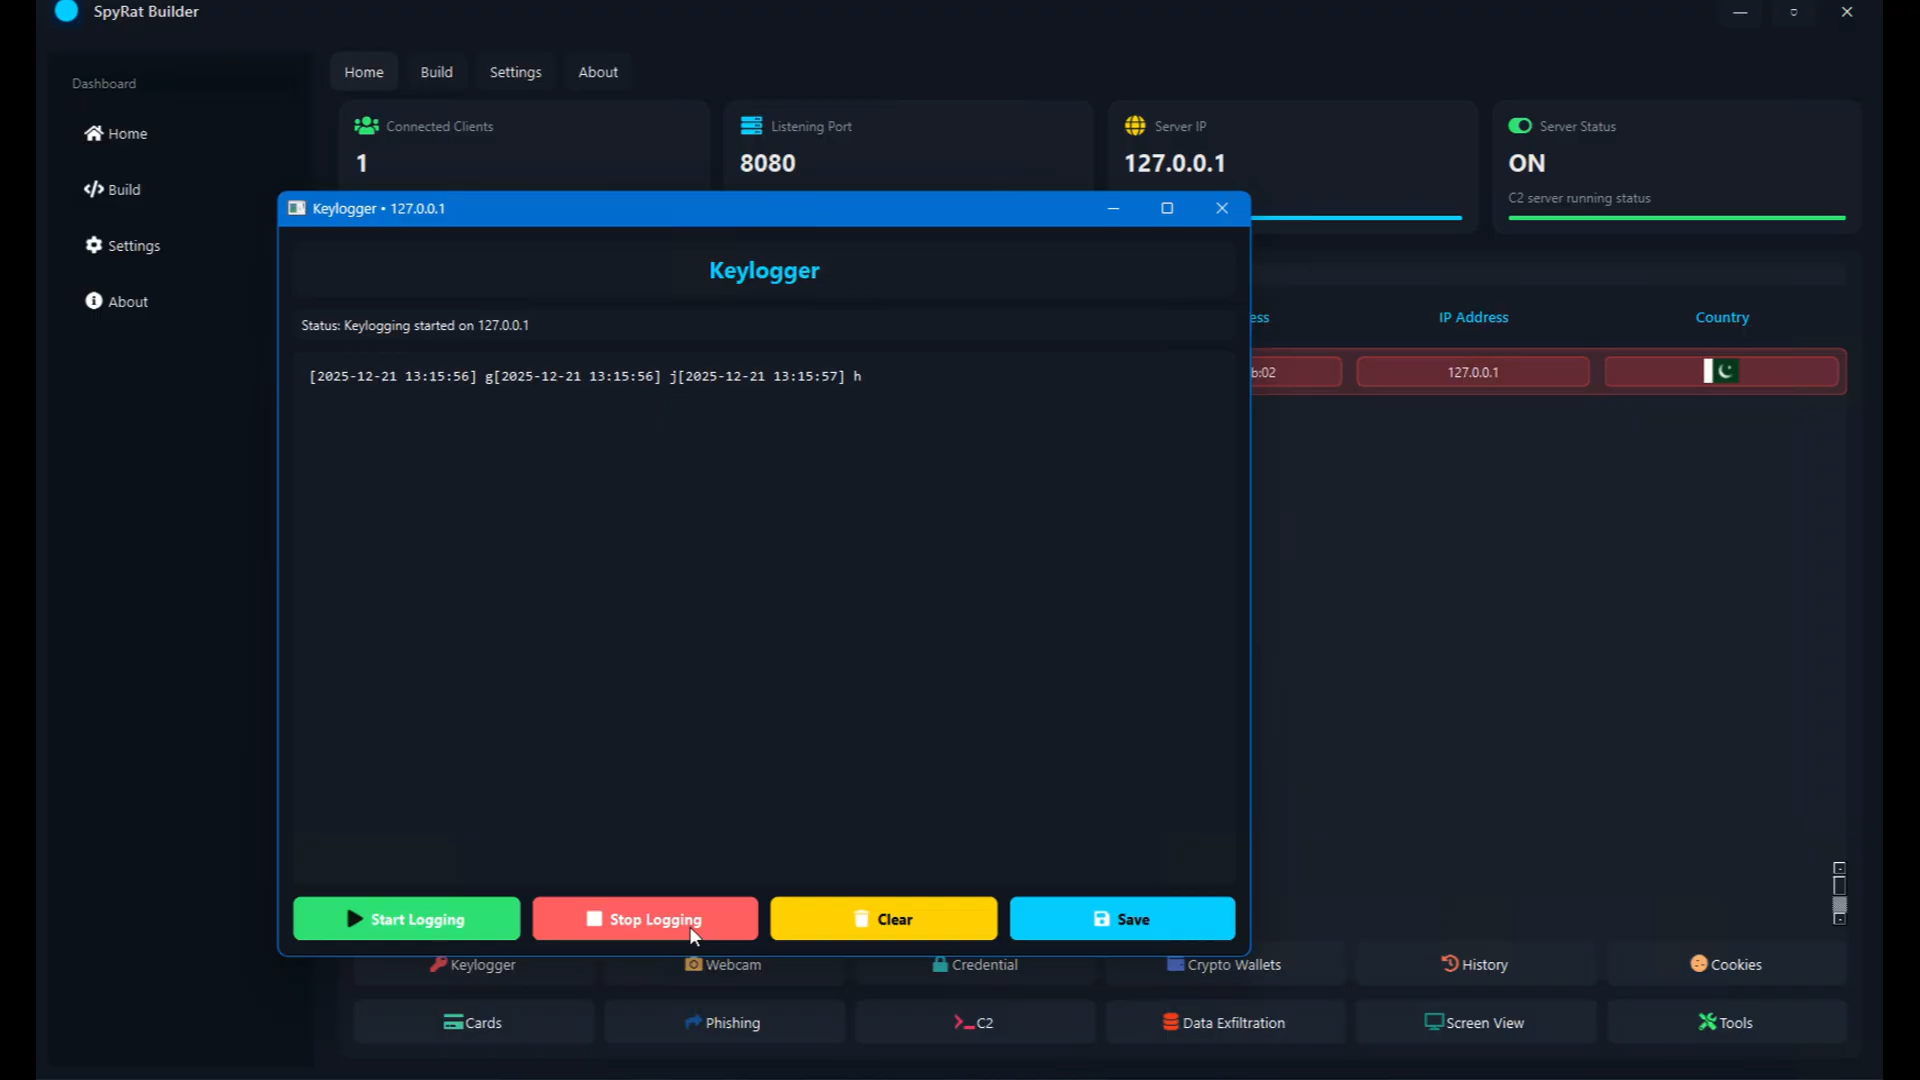 SpyRat Builder
Dashboard
Home
Build
Settings
About
Home Build Settings About
Connected Clients
1
Listening Port
8080
Server IP
127.0.0.1
Server Status
ON
C2 server running status
Keylogger • 127.0.0.1
Keylogger
Status: Keylogging started on 127.0.0.1
[2025-12-21 13:15:56] g[2025-12-21 13:15:56] j[2025-12-21 13:15:57] h
Start Logging Stop Logging Clear Save
ess IP Address Country
b:02 127.0.0.1
Keylogger Webcam Credential Crypto Wallets History Cookies
Cards Phishing C2 Data Exfiltration Screen View Tools